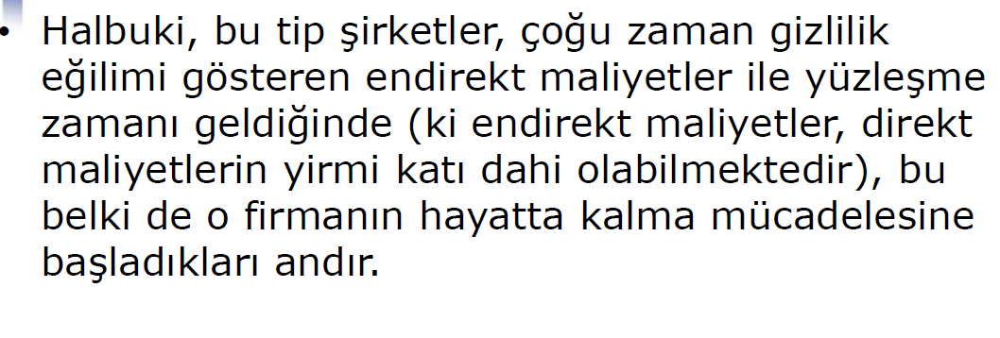 • Halbuki, bu tip şirketler, çoğu zaman gizlilik
eğilimi gösteren endirekt maliyetler ile yüzleşme
zamanı geldiğinde (ki endirekt maliyetler, direkt
maliyetlerin yirmi katı dahi olabilmektedir), bu
belki de o firmanın hayatta kalma mücadelesine
başladıkları andır.